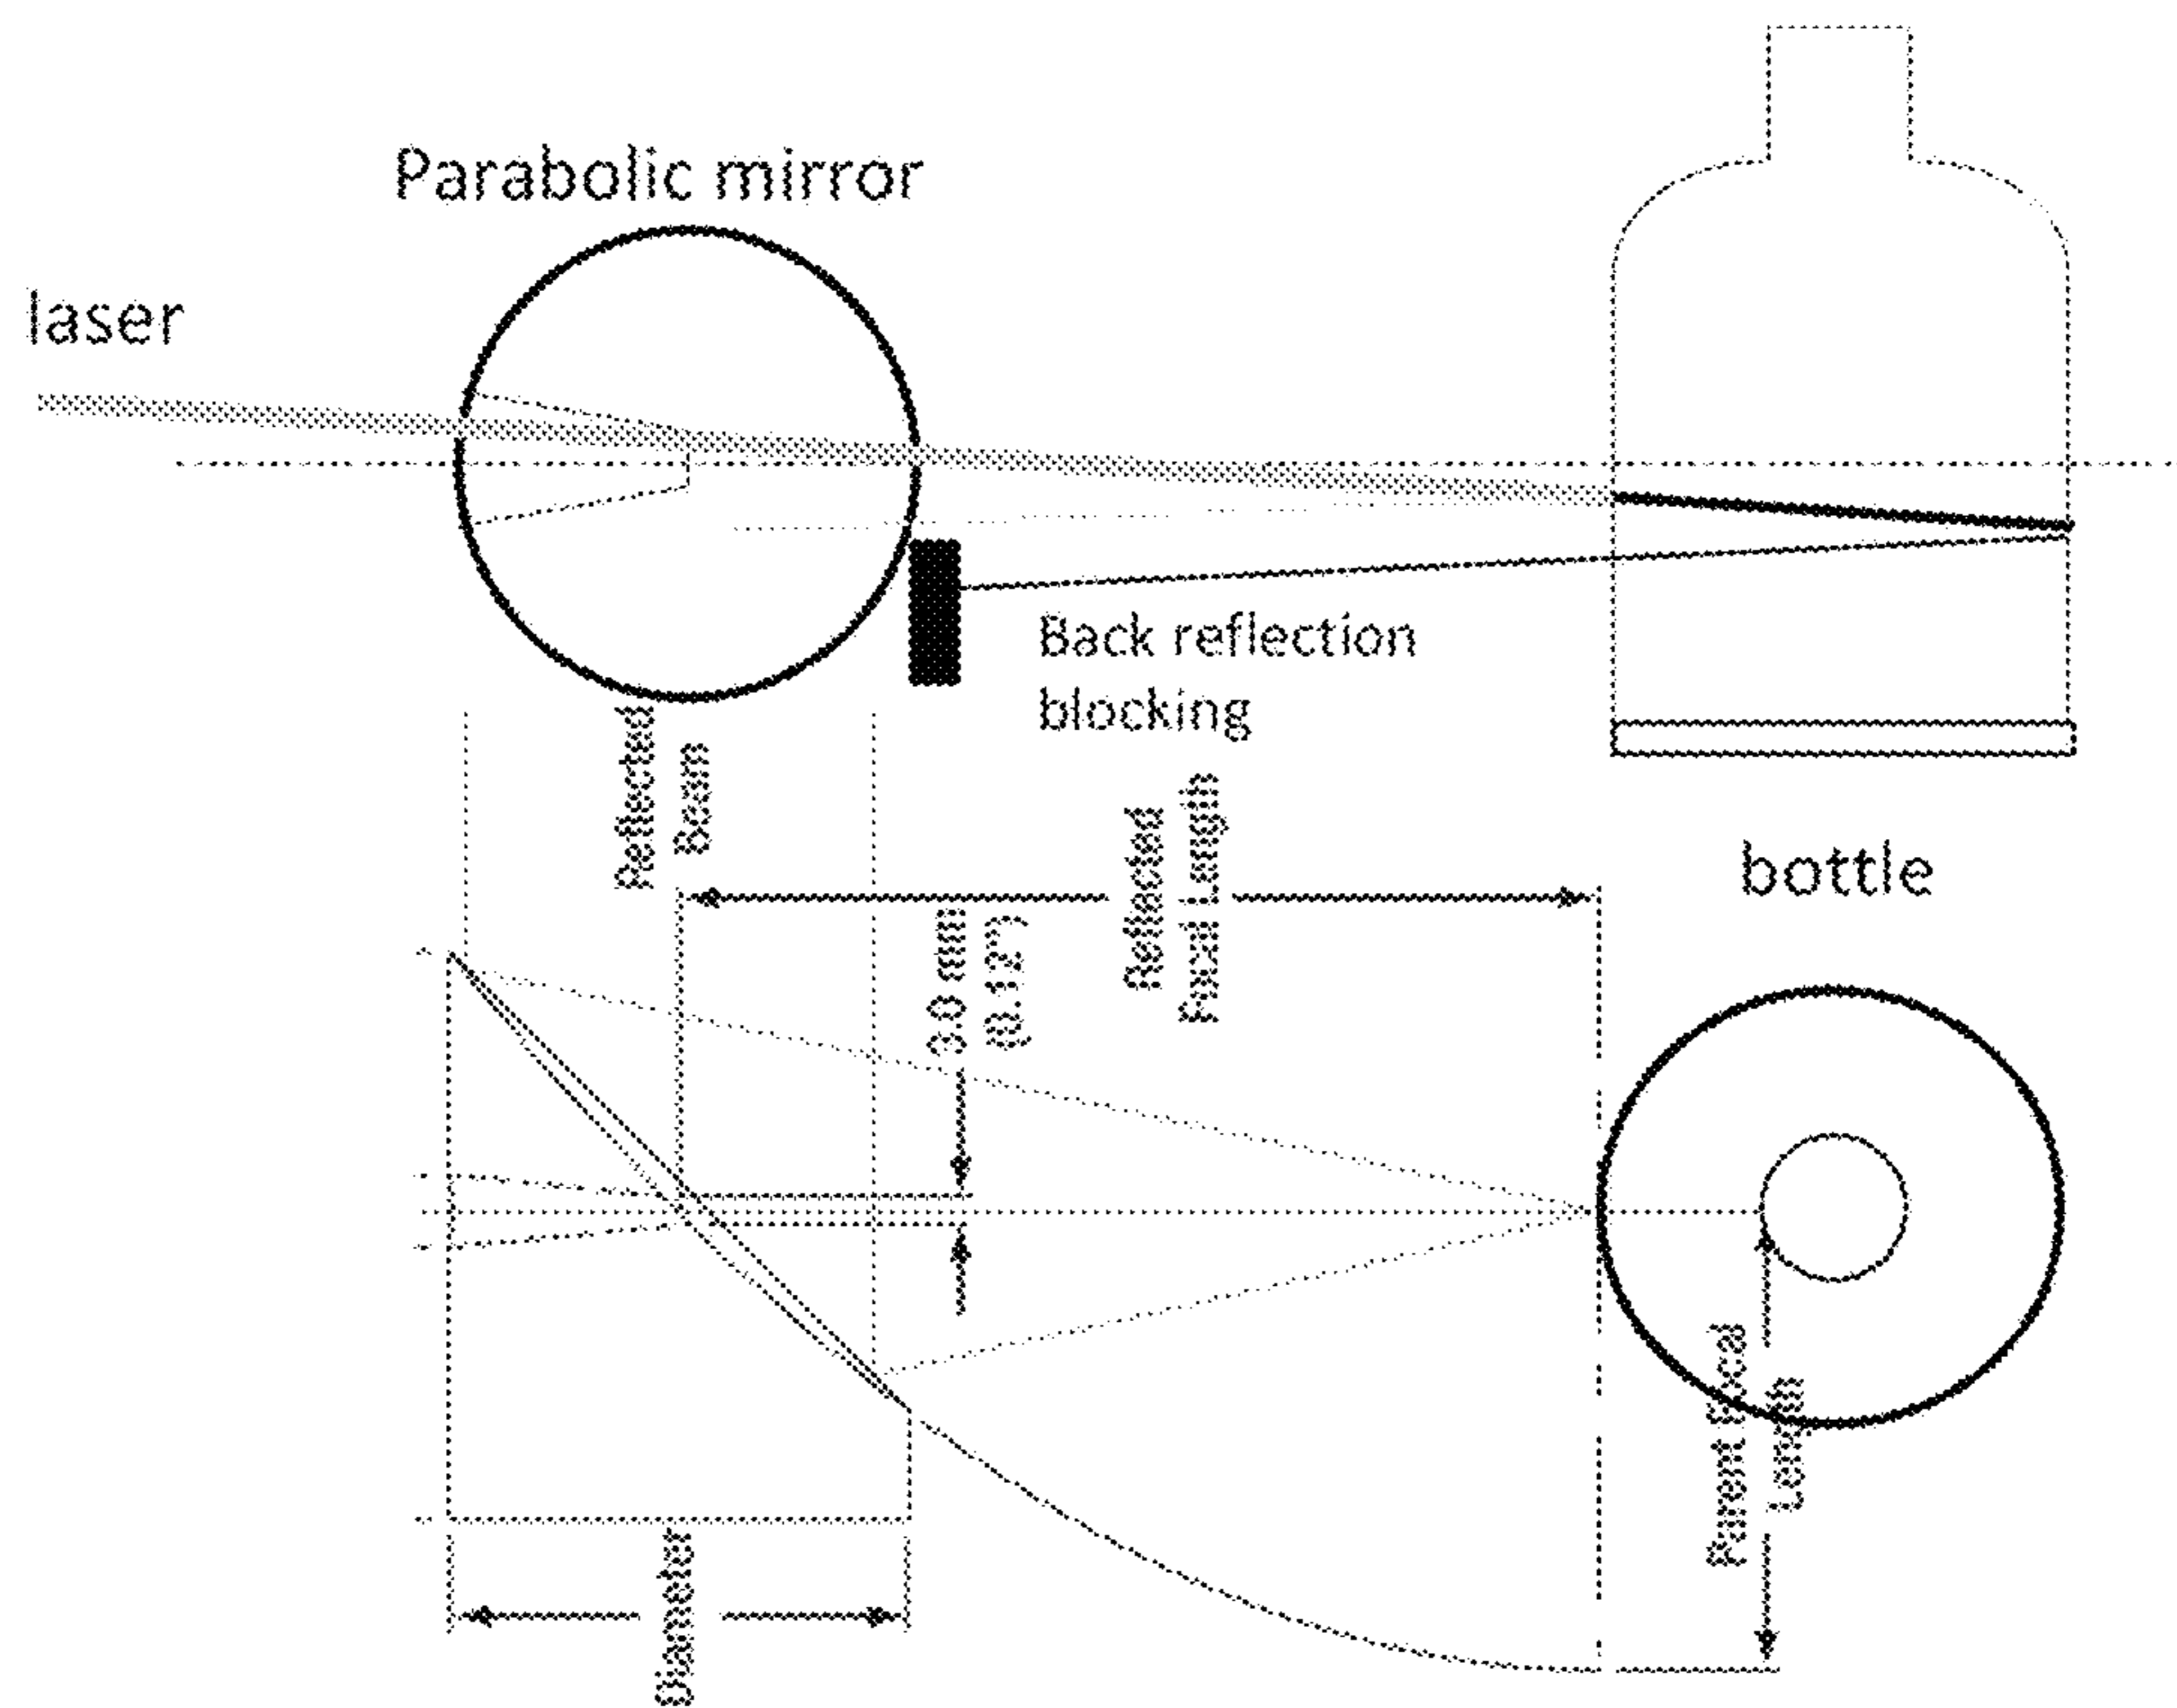 Parabolic mirror
laser
Back reflection
blocking
Reflected
Beam
Reflected
Focal Length
bottle
3.0 mm
(0.12")
Parent Focal
Length
Diameter